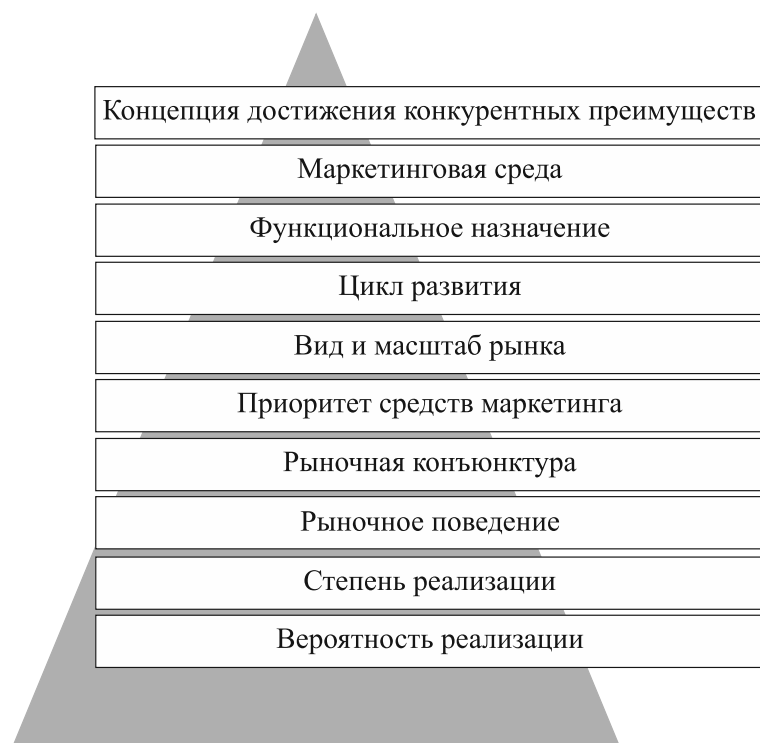 Концепция достижения конкурентных преимуществ
Маркетинговая среда
Функциональное назначение
Цикл развития
Вид и масштаб рынка
Приоритет средств маркетинга
Рыночная конъюнктура
Рыночное поведение
Степень реализации
Вероятность реализации